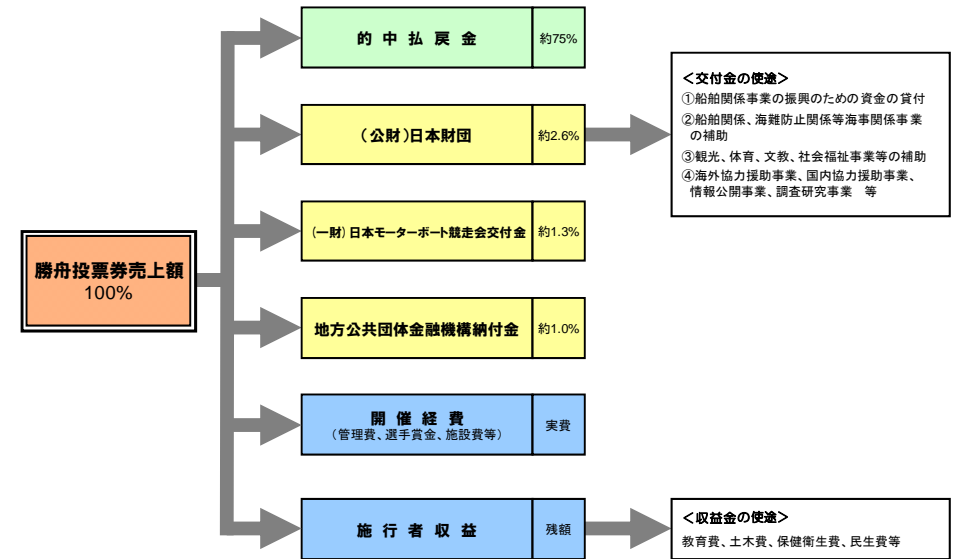 勝舟投票券売上額
100%
的中払戻金
約75%
(公財)日本財団
約2.6%
(一財)日本モーターボート競走会交付金
約1.3%
地方公共団体金融機構納付金
約1.0%
開催経費
(管理費、選手賞金、施設費等)
実費
施行者収益
残額
＜交付金の使途＞
①船舶関係事業の振興のための資金の貸付
②船舶関係、海難防止関係等海事関係事業
の補助
③観光、体育、文教、社会福祉事業等の補助
④海外協力援助事業、国内協力援助事業、
情報公開事業、調査研究事業　等
＜収益金の使途＞
教育費、土木費、保健衛生費、民生費等